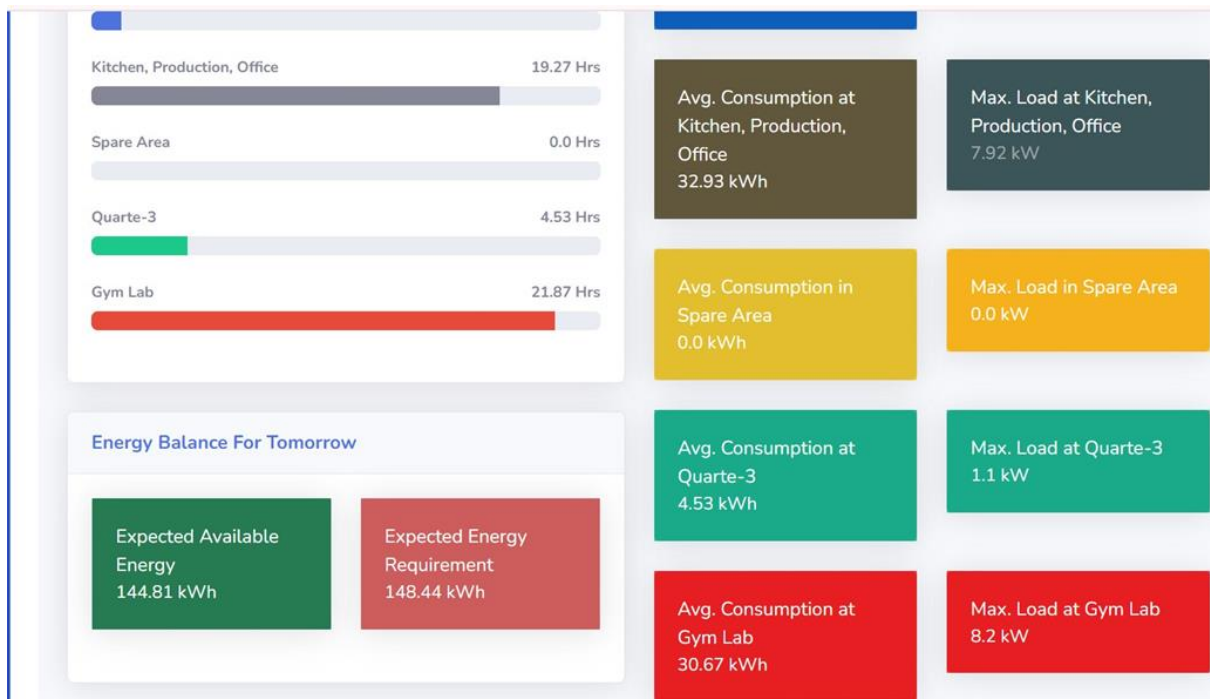 Kitchen, Production, Office 19.27 Hrs
Spare Area 0.0 Hrs
Quarte-3 4.53 Hrs
Gym Lab 21.87 Hrs
Energy Balance For Tomorrow
Expected Available
Energy
144.81 kWh
Expected Energy
Requirement
148.44 kWh
Avg. Consumption at
Kitchen, Production,
Office
32.93 kWh
Max. Load at Kitchen,
Production, Office
7.92 kW
Avg. Consumption in
Spare Area
0.0 kWh
Max. Load in Spare Area
0.0 kW
Avg. Consumption at
Quarte-3
4.53 kWh
Max. Load at Quarte-3
1.1 kW
Avg. Consumption at
Gym Lab
30.67 kWh
Max. Load at Gym Lab
8.2 kW